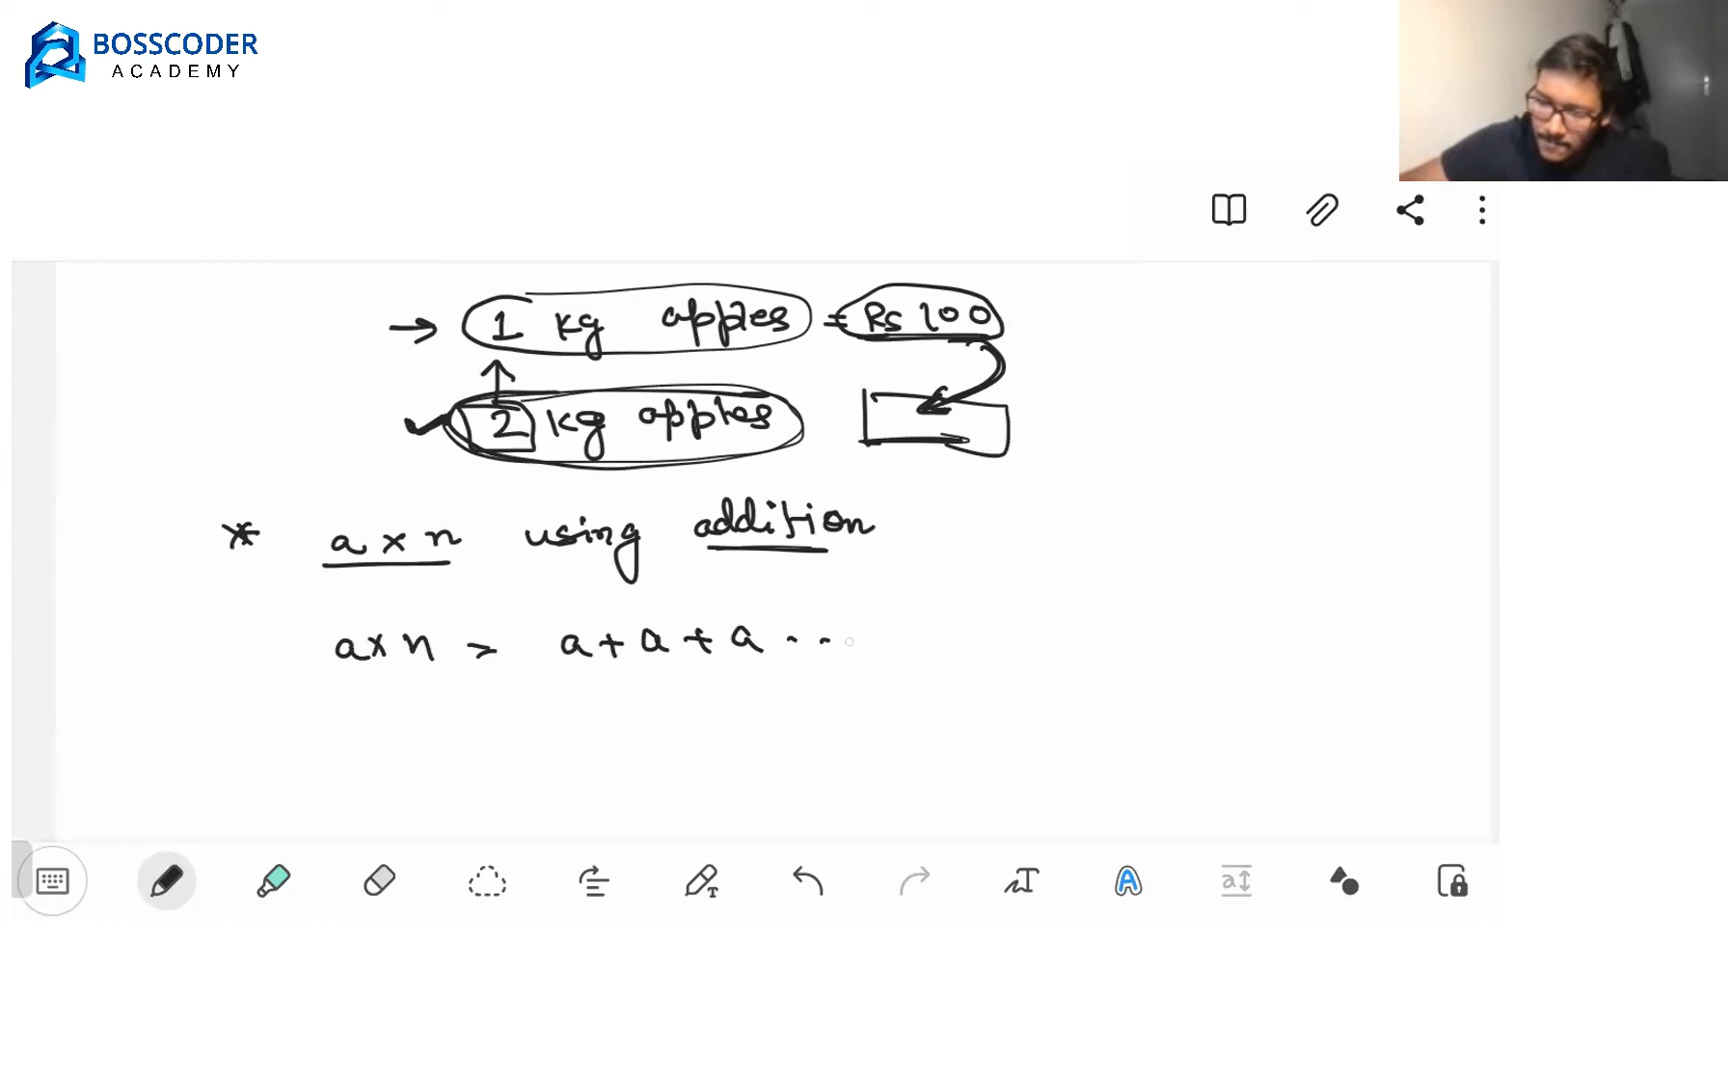 BOSSCODER
ACADEMY
→ 1 kg apples = Rs 100
2 kg apples
* a x n using addition
a x n = a + a + a . . .